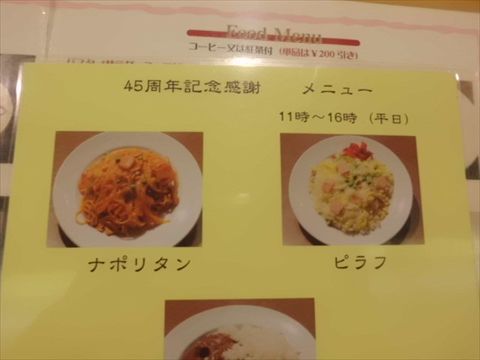 Food Menu
コーヒー又は紅茶付 (単品は￥200引き)
45周年記念感謝 メニュー
11時～16時 (平日)
ナポリタン ピラフ